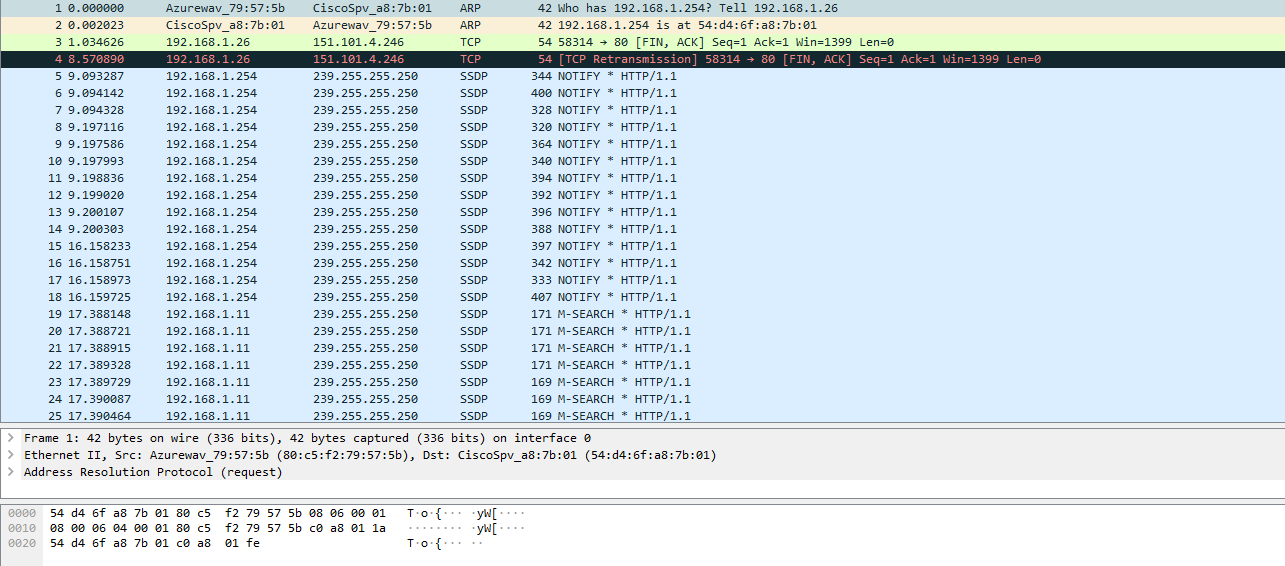 1 0.000000 Azurewav_79:57:5b CiscoSpv_a8:7b:01 ARP 42 Who has 192.168.1.254? Tell 192.168.1.26
2 0.002023 CiscoSpv_a8:7b:01 Azurewav_79:57:5b ARP 42 192.168.1.254 is at 54:d4:6f:a8:7b:01
3 1.034626 192.168.1.26 151.101.4.246 TCP 54 58314 → 80 [FIN, ACK] Seq=1 Ack=1 Win=1399 Len=0
4 8.570890 192.168.1.26 151.101.4.246 TCP 54 [TCP Retransmission] 58314 → 80 [FIN, ACK] Seq=1 Ack=1 Win=1399 Len=0
5 9.093287 192.168.1.254 239.255.255.250 SSDP 344 NOTIFY * HTTP/1.1
6 9.094142 192.168.1.254 239.255.255.250 SSDP 400 NOTIFY * HTTP/1.1
7 9.094328 192.168.1.254 239.255.255.250 SSDP 328 NOTIFY * HTTP/1.1
8 9.197116 192.168.1.254 239.255.255.250 SSDP 320 NOTIFY * HTTP/1.1
9 9.197586 192.168.1.254 239.255.255.250 SSDP 364 NOTIFY * HTTP/1.1
10 9.197993 192.168.1.254 239.255.255.250 SSDP 340 NOTIFY * HTTP/1.1
11 9.198836 192.168.1.254 239.255.255.250 SSDP 394 NOTIFY * HTTP/1.1
12 9.199020 192.168.1.254 239.255.255.250 SSDP 392 NOTIFY * HTTP/1.1
13 9.200107 192.168.1.254 239.255.255.250 SSDP 396 NOTIFY * HTTP/1.1
14 9.200303 192.168.1.254 239.255.255.250 SSDP 388 NOTIFY * HTTP/1.1
15 16.158233 192.168.1.254 239.255.255.250 SSDP 397 NOTIFY * HTTP/1.1
16 16.158751 192.168.1.254 239.255.255.250 SSDP 342 NOTIFY * HTTP/1.1
17 16.158973 192.168.1.254 239.255.255.250 SSDP 333 NOTIFY * HTTP/1.1
18 16.159725 192.168.1.254 239.255.255.250 SSDP 407 NOTIFY * HTTP/1.1
19 17.388148 192.168.1.11 239.255.255.250 SSDP 171 M-SEARCH * HTTP/1.1
20 17.388721 192.168.1.11 239.255.255.250 SSDP 171 M-SEARCH * HTTP/1.1
21 17.388915 192.168.1.11 239.255.255.250 SSDP 171 M-SEARCH * HTTP/1.1
22 17.389328 192.168.1.11 239.255.255.250 SSDP 171 M-SEARCH * HTTP/1.1
23 17.389729 192.168.1.11 239.255.255.250 SSDP 169 M-SEARCH * HTTP/1.1
24 17.390087 192.168.1.11 239.255.255.250 SSDP 169 M-SEARCH * HTTP/1.1
25 17.390464 192.168.1.11 239.255.255.250 SSDP 169 M-SEARCH * HTTP/1.1
Frame 1: 42 bytes on wire (336 bits), 42 bytes captured (336 bits) on interface 0
Ethernet II, Src: Azurewav_79:57:5b (80:c5:f2:79:57:5b), Dst: CiscoSpv_a8:7b:01 (54:d4:6f:a8:7b:01)
Address Resolution Protocol (request)
0000 54 d4 6f a8 7b 01 80 c5 f2 79 57 5b 08 06 00 01 T·o·{··· ·yW[····
0010 08 00 06 04 00 01 80 c5 f2 79 57 5b c0 a8 01 1a ········ ·yW[····
0020 54 d4 6f a8 7b 01 c0 a8 01 fe T·o·{··· ··